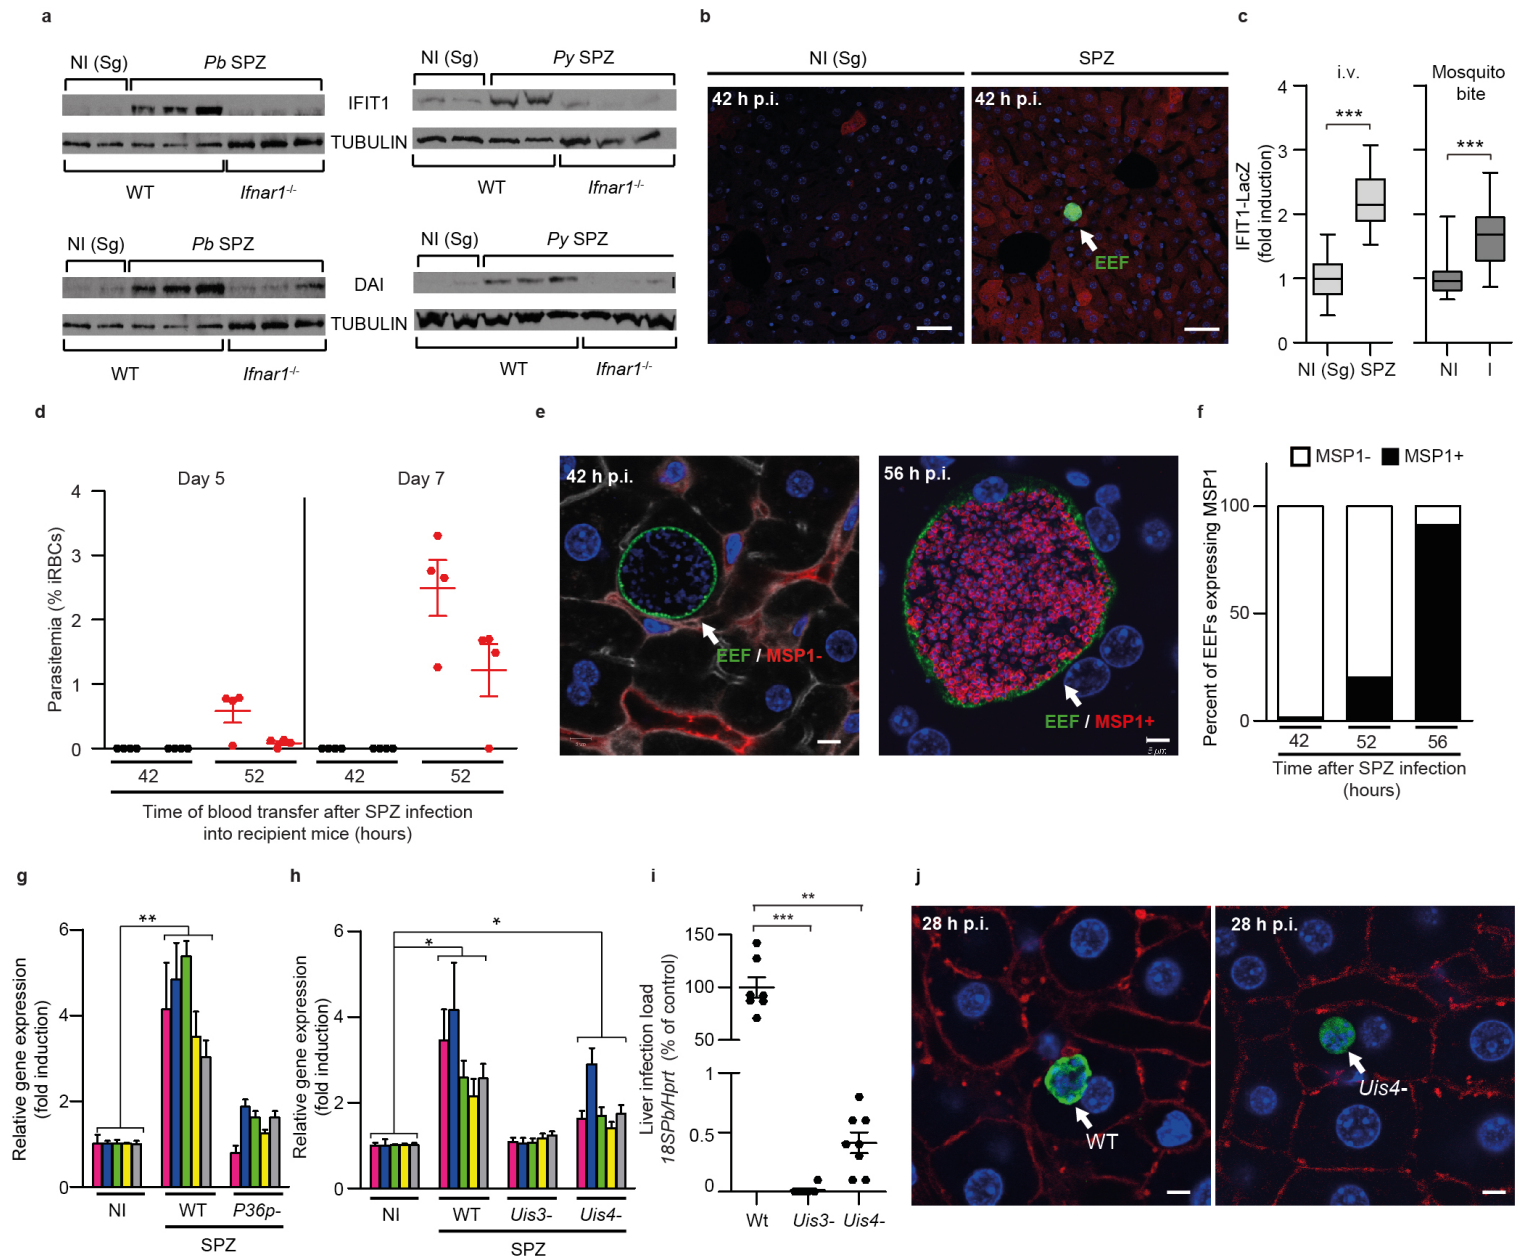 a
NI (Sg)
Pb SPZ
NI (Sg)
Py SPZ
IFIT1
TUBULIN
WT
Ifnar1-/-
WT
Ifnar1-/-
NI (Sg)
Pb SPZ
NI (Sg)
Py SPZ
DAI
TUBULIN
WT
Ifnar1-/-
WT
Ifnar1-/-
b
NI (Sg)
SPZ
42 h p.i.
42 h p.i.
EEF
c
i.v.
Mosquito
bite
IFIT1-LacZ
(fold induction)
4
3
2
1
0
***
***
NI (Sg) SPZ
NI
I
d
Day 5
Day 7
Parasitemia (% iRBCs)
4
3
2
1
0
42
52
42
52
Time of blood transfer after SPZ infection
into recipient mice (hours)
e
42 h p.i.
EEF / MSP1-
56 h p.i.
EEF / MSP1+
5 μm
f
MSP1- MSP1+
Percent of EEFs expressing MSP1
100
50
0
42
52
56
Time after SPZ infection
(hours)
g
Relative gene expression
(fold induction)
6
4
2
0
**
NI
WT
P36p-
SPZ
h
Relative gene expression
(fold induction)
6
4
2
0
*
*
NI
WT
Uis3-
Uis4-
SPZ
i
Liver infection load
18SPb/Hprt (% of control)
150
100
50
1
0.5
0
**
***
Wt
Uis3-
Uis4-
j
28 h p.i.
WT
28 h p.i.
Uis4-